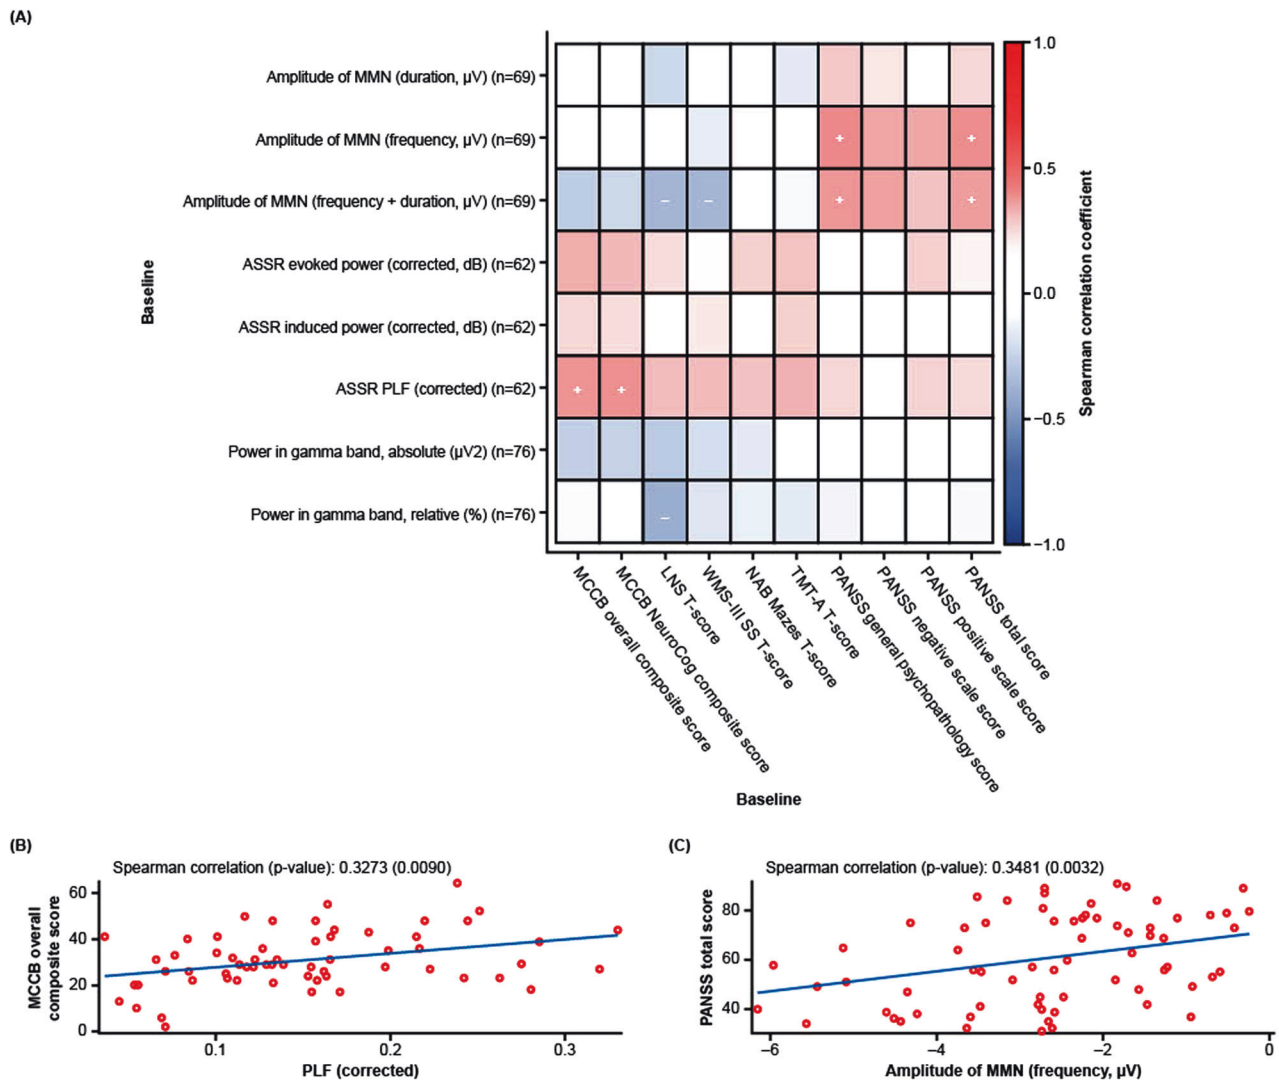 (A)
Amplitude of MMN (duration, µV) (n=69)
Amplitude of MMN (frequency, µV) (n=69)
Amplitude of MMN (frequency + duration, µV) (n=69)
ASSR evoked power (corrected, dB) (n=62)
ASSR induced power (corrected, dB) (n=62)
ASSR PLF (corrected) (n=62)
Power in gamma band, absolute (µV2) (n=76)
Power in gamma band, relative (%) (n=76)
Baseline
+ +
– – + +
+ +
–
1.0
0.5
0.0
–0.5
–1.0
Spearman correlation coefficient
MCCB overall composite score
MCCB NeuroCog composite score
LNS T-score
WMS-III SS T-score
NAB Mazes T-score
TMT-A T-score
PANSS general psychopathology score
PANSS negative scale score
PANSS positive scale score
PANSS total score
Baseline
(B)
Spearman correlation (p-value): 0.3273 (0.0090)
MCCB overall
composite score
60
40
20
0
0.1 0.2 0.3
PLF (corrected)
(C)
Spearman correlation (p-value): 0.3481 (0.0032)
PANSS total score
80
60
40
–6 –4 –2 0
Amplitude of MMN (frequency, µV)